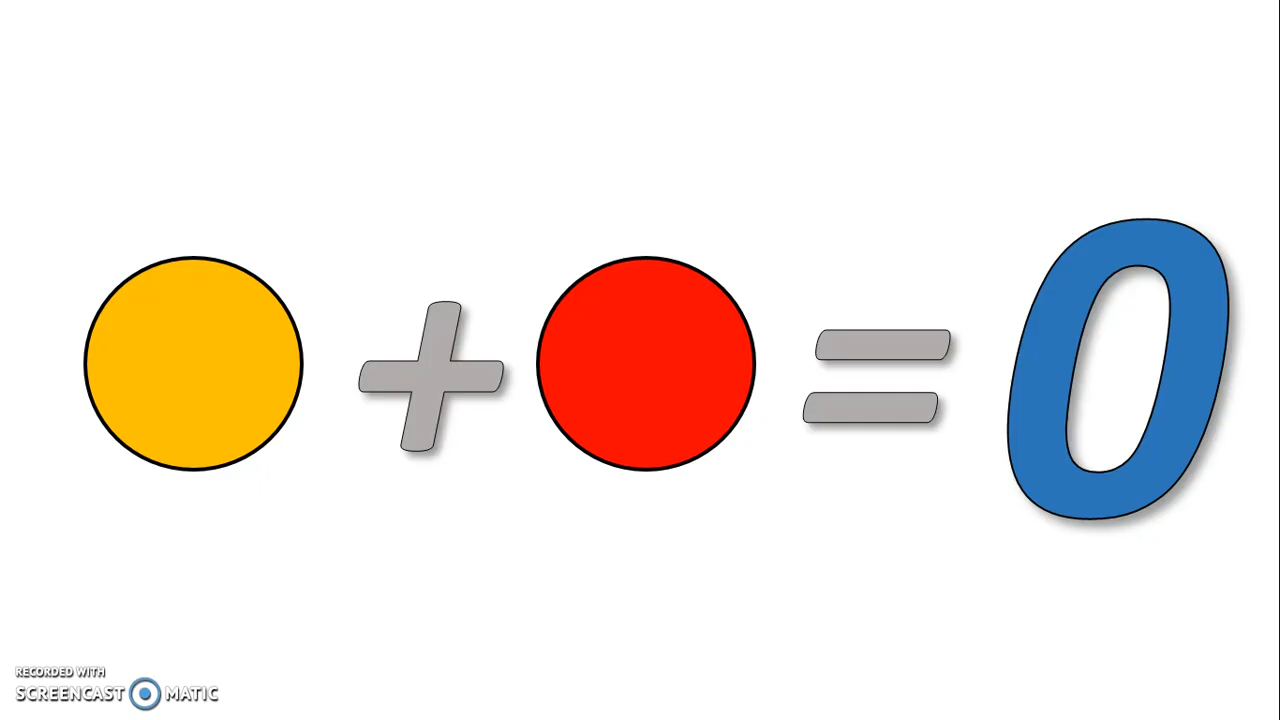 + = 0
RECORDED WITH
SCREENCAST MATIC